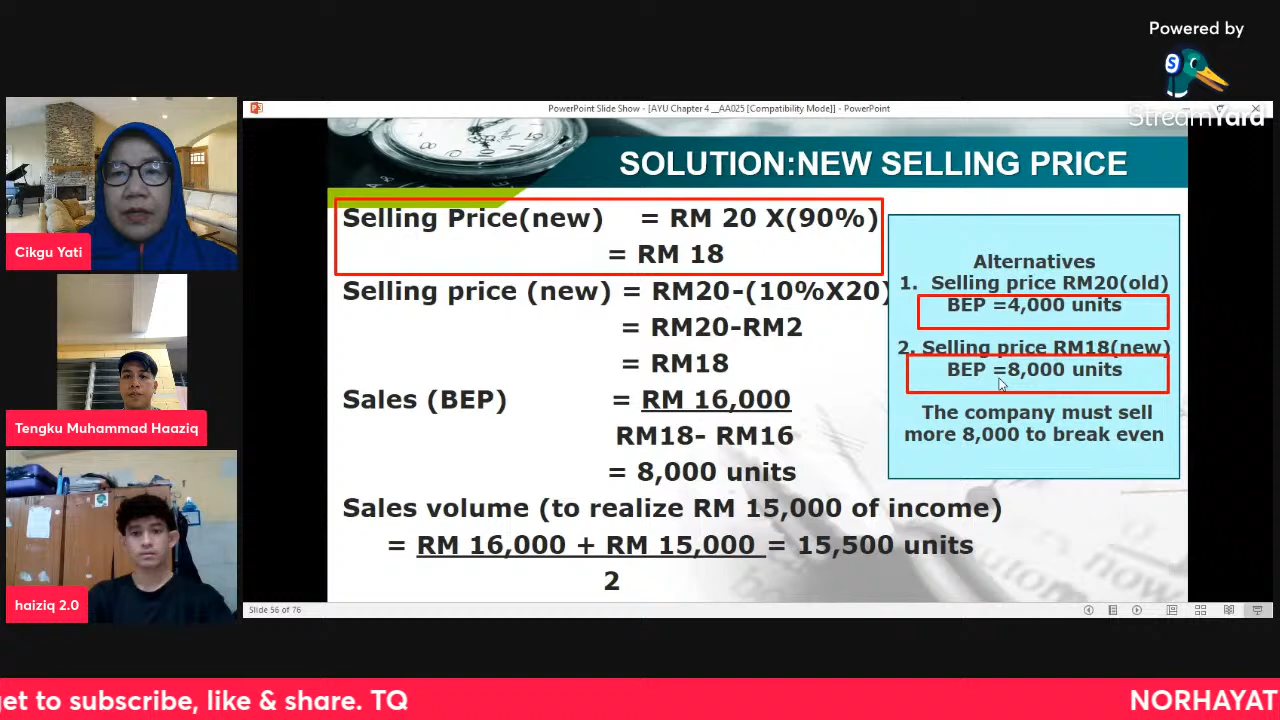 Powered by
StreamYard
PowerPoint Slide Show - [AYU Chapter 4 __AA025 [Compatibility Mode]] - PowerPoint
Cikgu Yati
Tengku Muhammad Haaziq
haiziq 2.0
SOLUTION:NEW SELLING PRICE
Selling Price(new) = RM 20 X(90%)
= RM 18
Selling price (new) = RM20-(10%X20)
= RM20-RM2
= RM18
Sales (BEP) = RM 16,000
RM18- RM16
= 8,000 units
Sales volume (to realize RM 15,000 of income)
= RM 16,000 + RM 15,000 = 15,500 units
2
Alternatives
1. Selling price RM20(old)
BEP =4,000 units
2. Selling price RM18(new)
BEP =8,000 units
The company must sell
more 8,000 to break even
Slide 56 of 76
get to subscribe, like & share. TQ
NORHAYAT